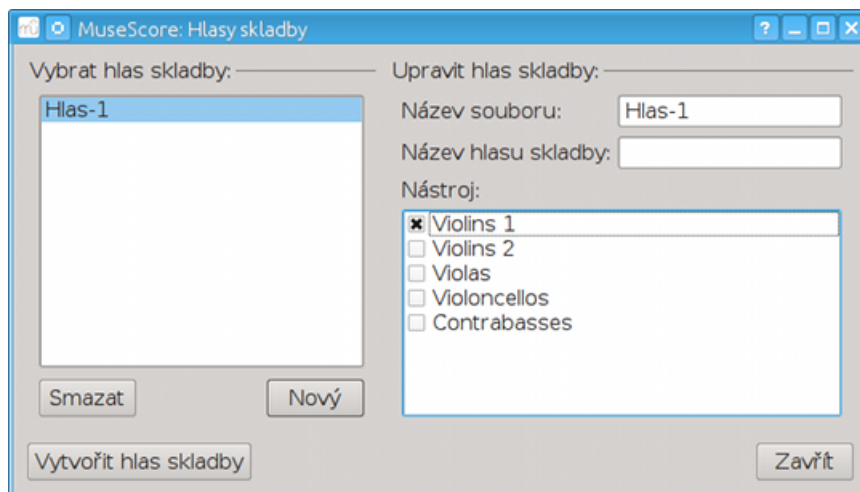 MuseScore: Hlasy skladby
Vybrat hlas skladby:
Hlas-1
Smazat
Nový
Upravit hlas skladby:
Název souboru: Hlas-1
Název hlasu skladby:
Nástroj:
Violins 1
Violins 2
Violas
Violoncellos
Contrabasses
Vytvořit hlas skladby
Zavřít